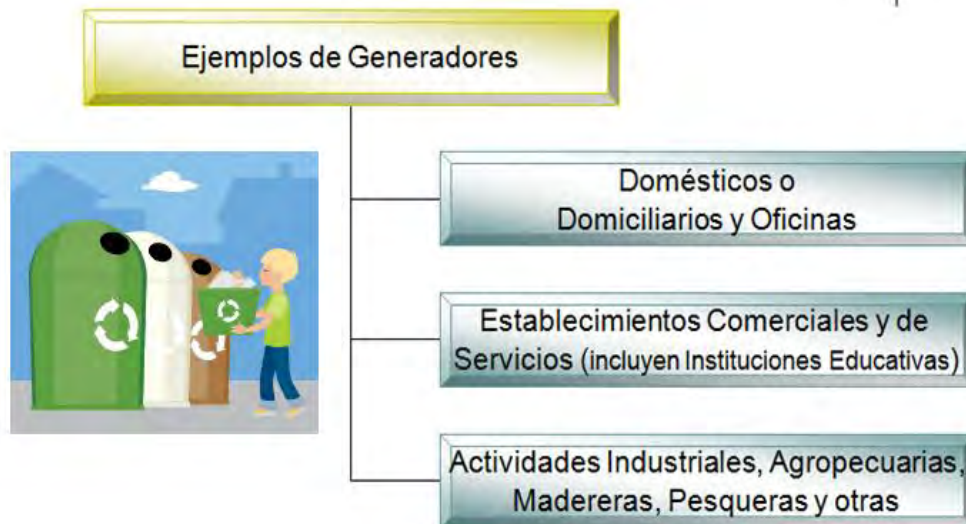 Ejemplos de Generadores
Domésticos o
Domiciliarios y Oficinas
Establecimientos Comerciales y de
Servicios (incluyen Instituciones Educativas)
Actividades Industriales, Agropecuarias,
Madereras, Pesqueras y otras